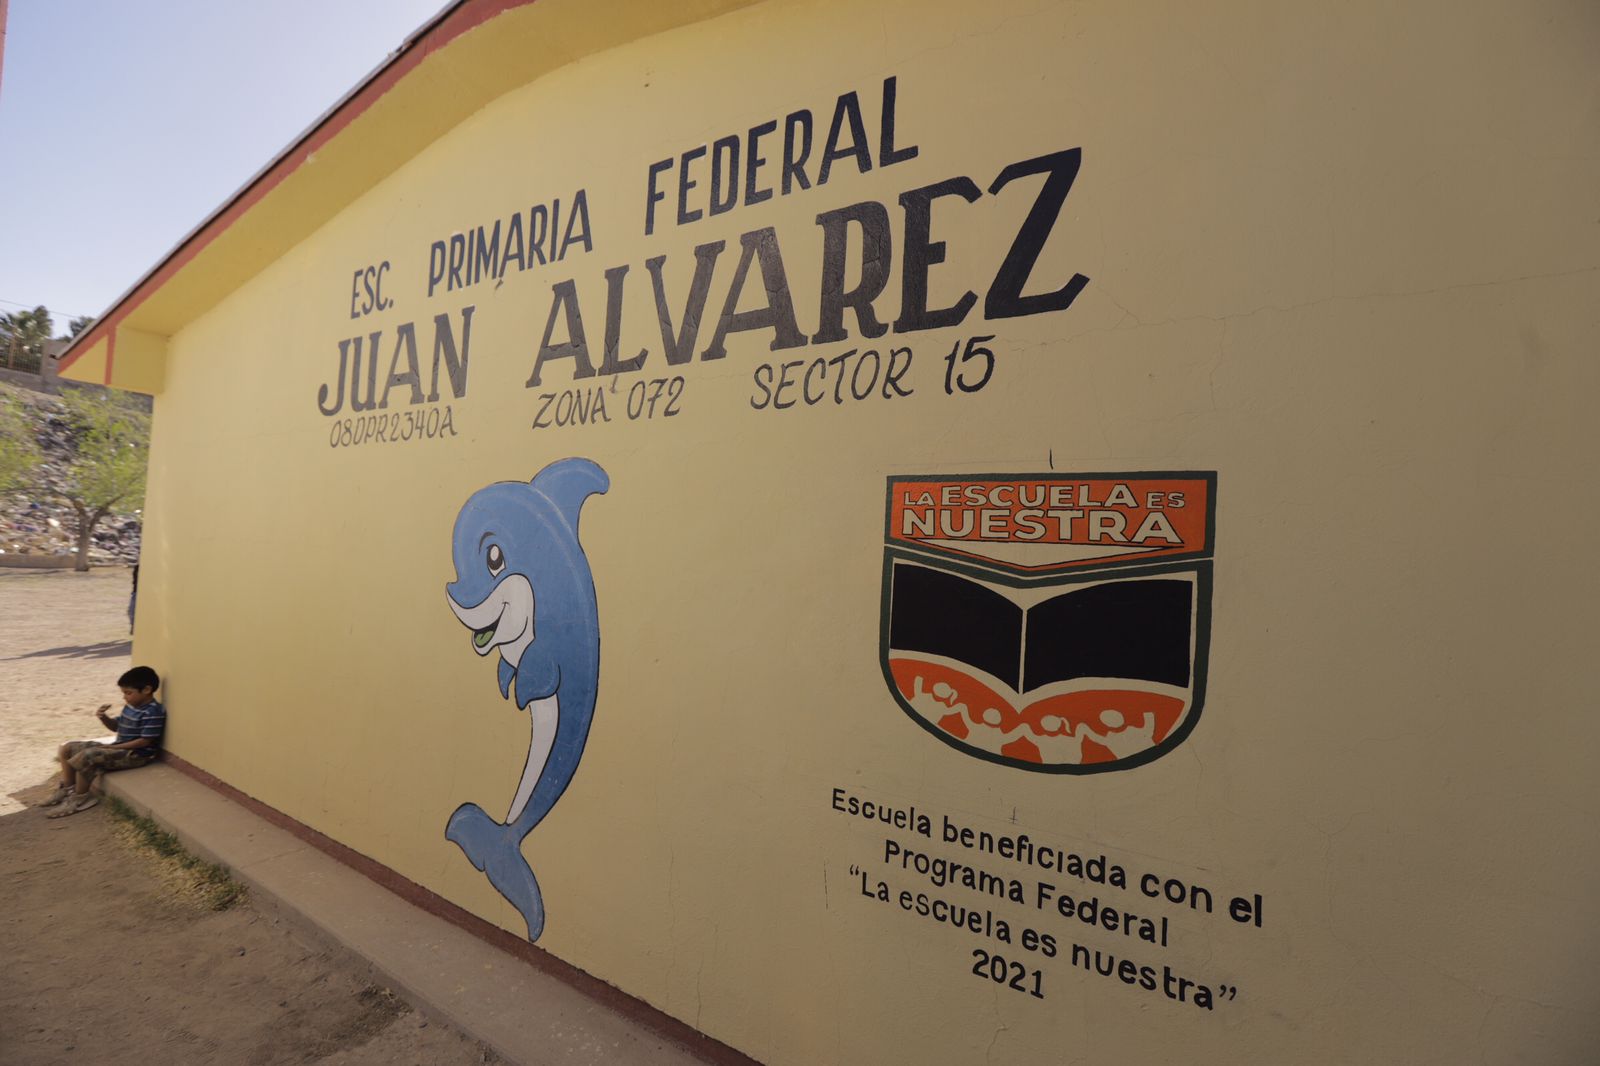 ESC. PRIMARIA FEDERAL
JUAN ALVAREZ
08DPR2340A ZONA 072 SECTOR 15
LA ESCUELA ES
NUESTRA
Escuela beneficiada con el
Programa Federal
“La escuela es nuestra”
2021